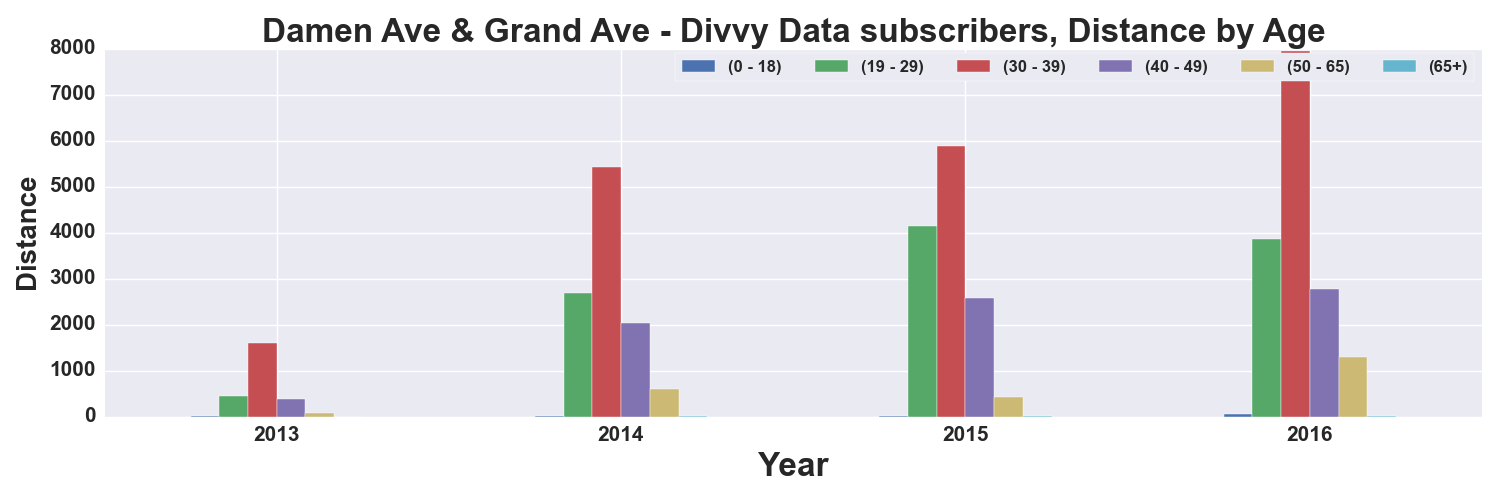 Damen Ave & Grand Ave - Divvy Data subscribers, Distance by Age
(0 - 18) (19 - 29) (30 - 39) (40 - 49) (50 - 65) (65+)
8000
7000
6000
5000
4000
3000
2000
1000
0
Distance
2013 2014 2015 2016
Year